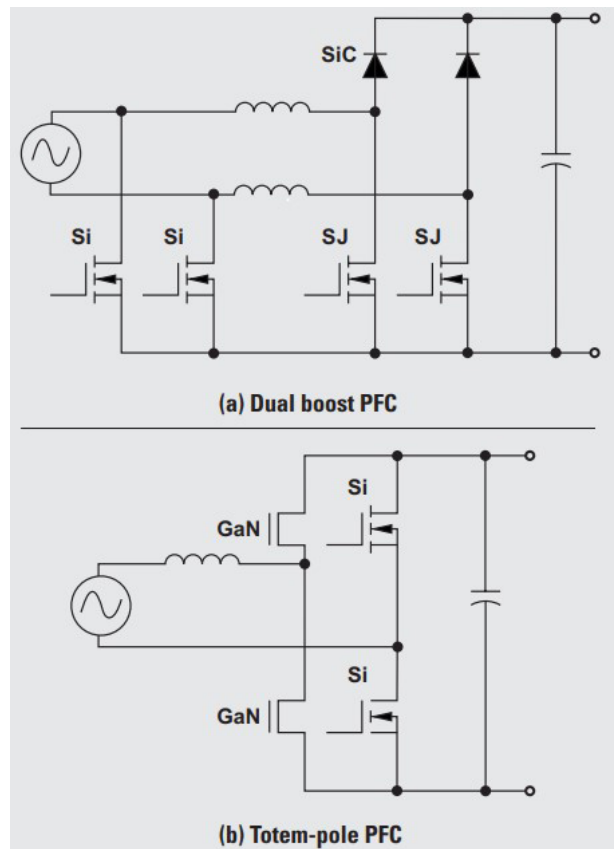 SiC
Si Si SJ SJ
(a) Dual boost PFC
Si
GaN
Si
GaN
(b) Totem-pole PFC